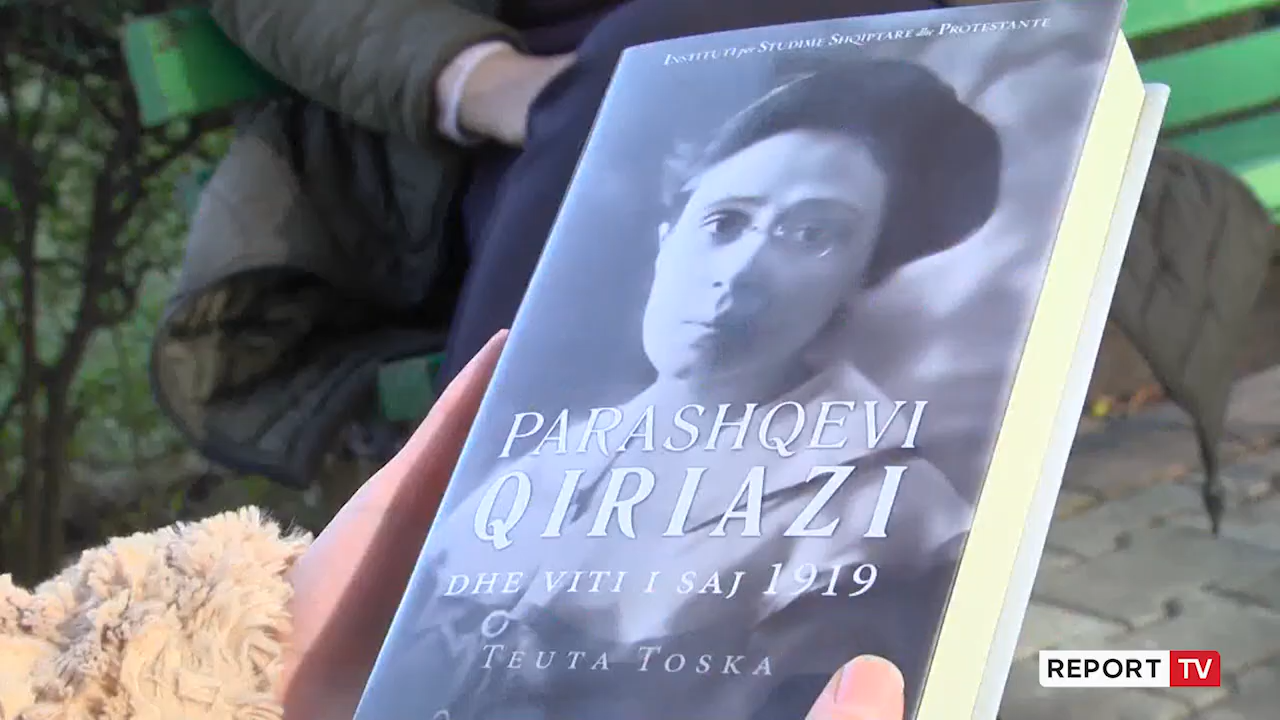 INSTITUTI për STUDIME SHQIPTARE dhe PROTESTANTE
PARASHQEVI
QIRIAZI
DHE VITI I SAJ 1919
TEUTA TOSKA
REPORT TV